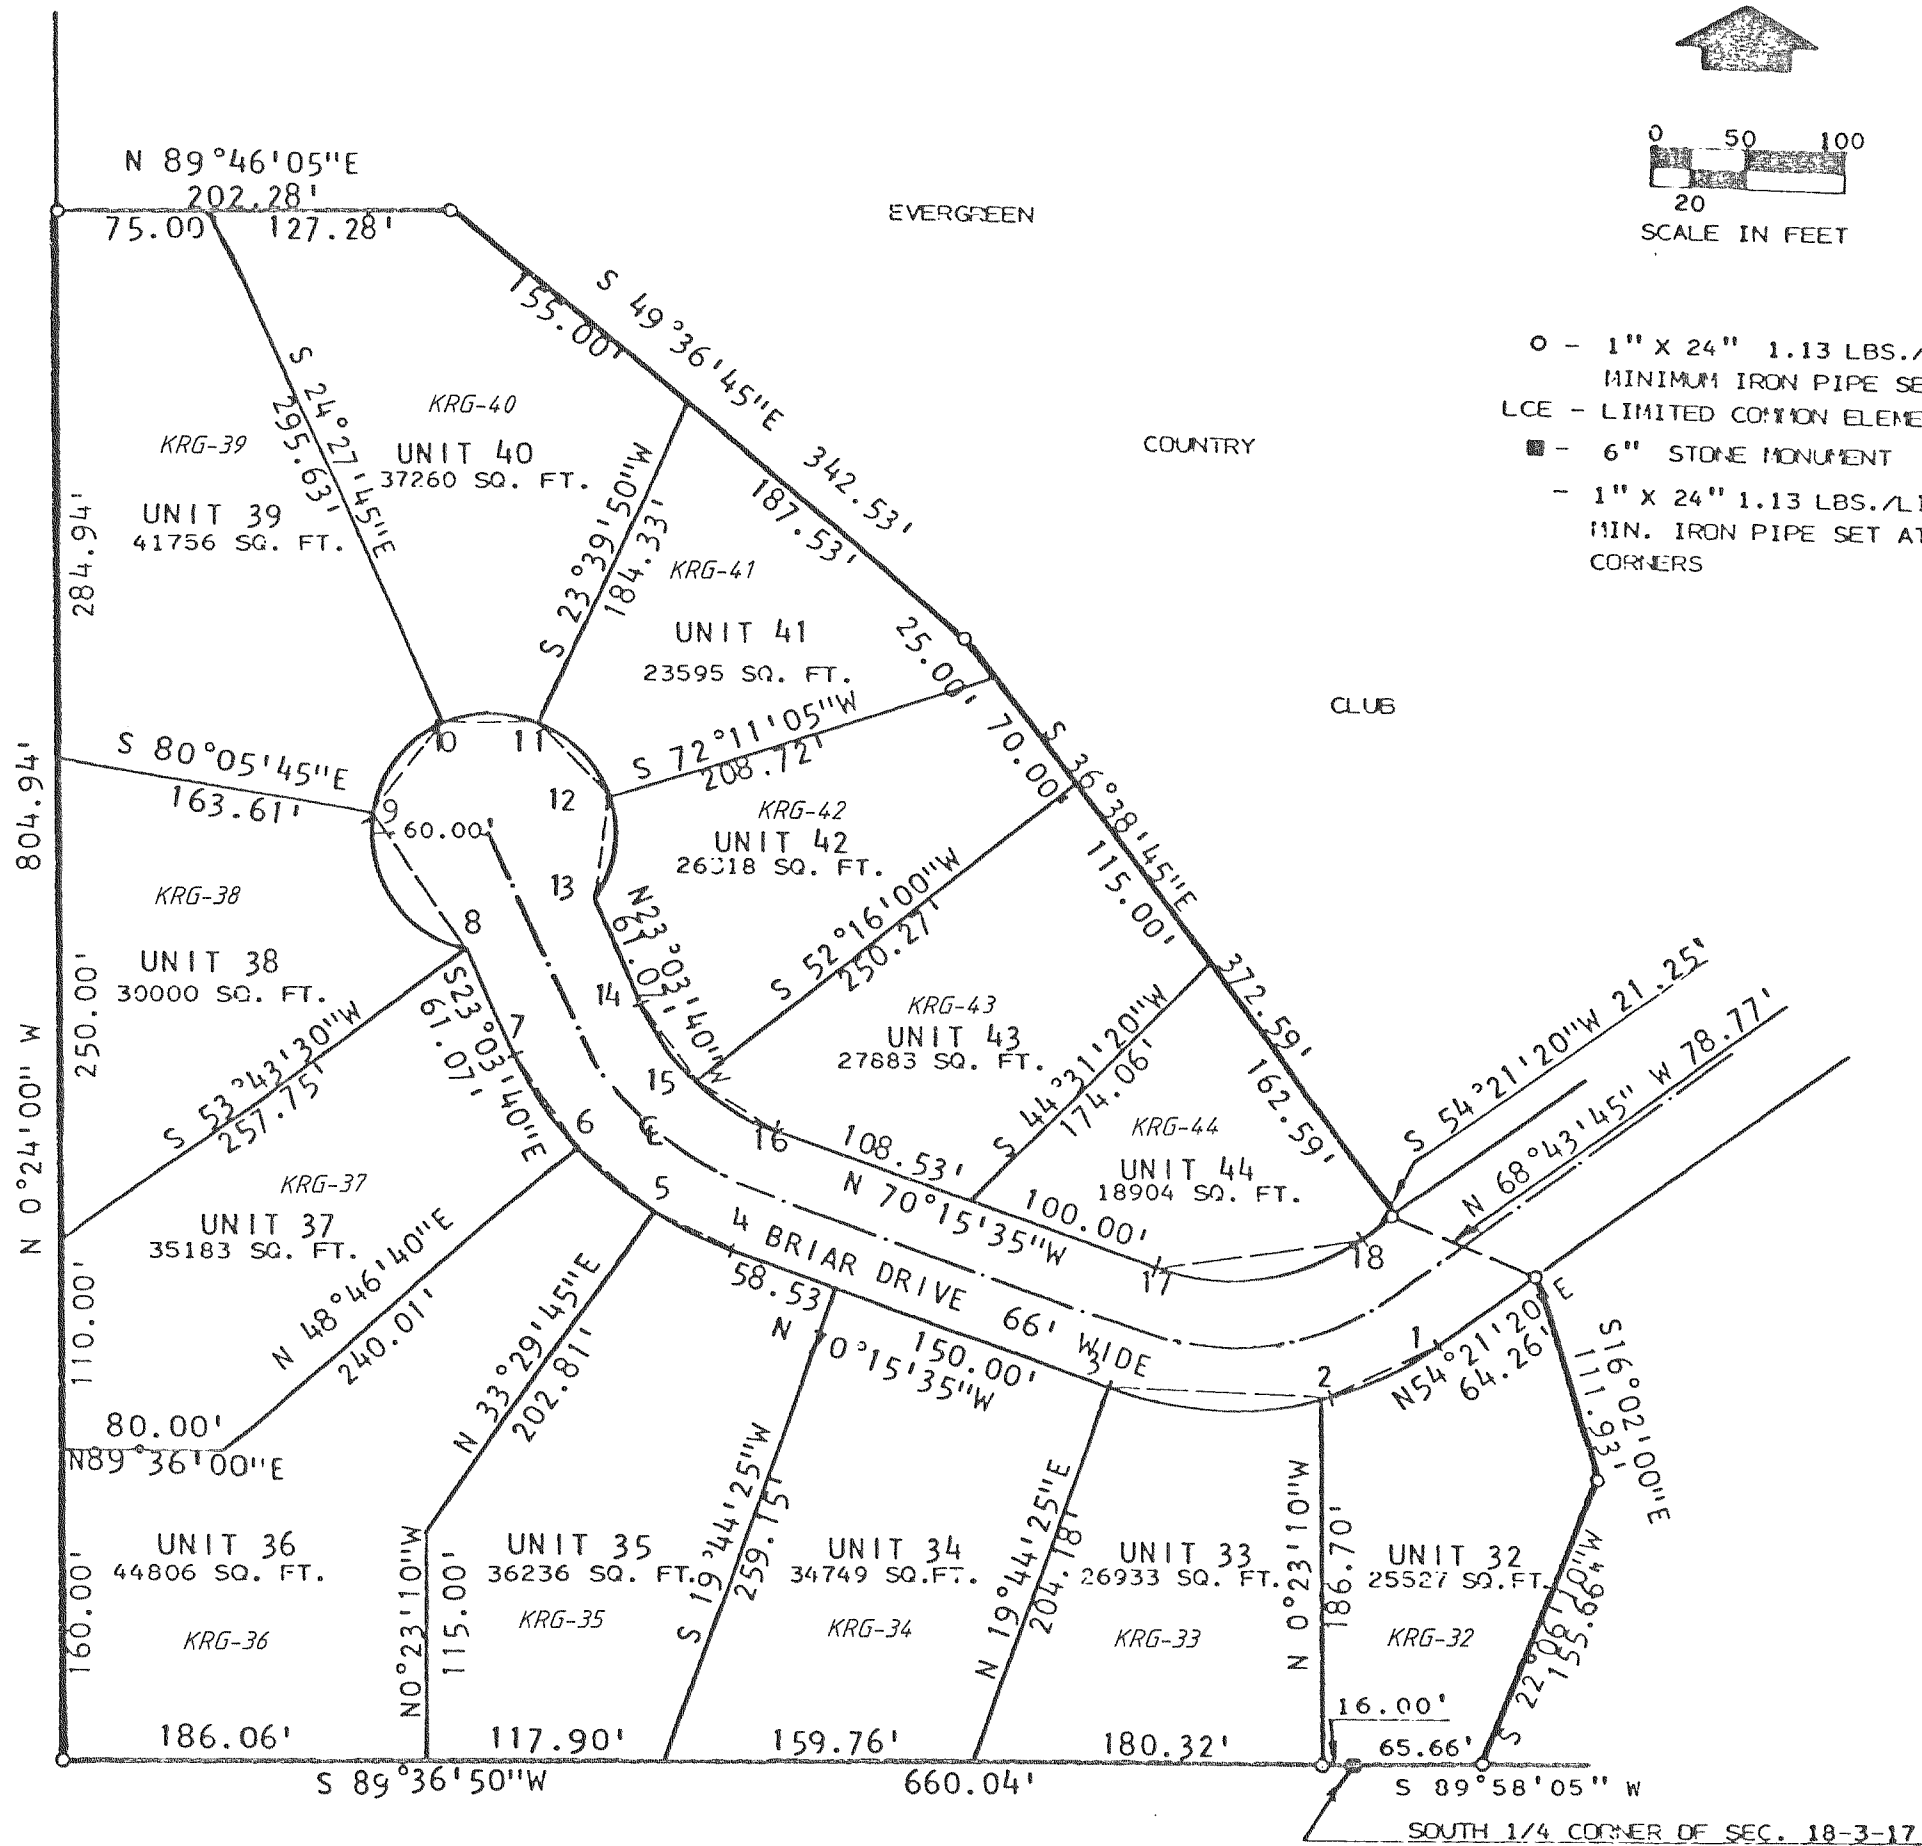 0 50 100
20
SCALE IN FEET
N 89°46'05"E
202.28'
75.00 127.28'
EVERGREEN
COUNTRY
CLUB
O - 1" X 24" 1.13 LBS./
MINIMUM IRON PIPE SE
LCE - LIMITED COMMON ELEME
- 6" STONE MONUMENT
- 1" X 24" 1.13 LBS./LI
MIN. IRON PIPE SET AT
CORNERS
155.00'
S 49°36'45"E 342.53'
187.53'
S 24°27'45"E
295.63'
KRG-40
UNIT 40
37260 SQ. FT.
KRG-39
UNIT 39
41756 SQ. FT.
284.94'
S 23°39'50"W
184.33'
KRG-41
UNIT 41
23595 SQ. FT.
25.00'
70.00'
S 36°38'45"E 372.59'
115.00'
162.59'
S 72°11'05"W
208.72'
S 80°05'45"E
163.61'
9
10
11
12
13
60.00'
KRG-42
UNIT 42
SQ. FT.
N 0°24'00" W 804.94'
KRG-38
UNIT 38
30000 SQ. FT.
250.00'
8
7
S23°03'40"E
61.07'
N23°03'40"W
61.07'
14
15
16
S 52°16'00"W
250.27'
KRG-43
UNIT 43
27883 SQ. FT.
S 44°31'20"W
174.06'
KRG-44
UNIT 44
18904 SQ. FT.
S 54°21'20"W 21.25'
N 68°43'45" W 78.77'
S 53°43'30"W
257.75'
KRG-37
UNIT 37
35183 SQ. FT.
110.00'
N 48°46'40"E
240.01'
6
5
4
108.53'
N 70°15'35"W
100.00'
17
18
BRIAR DRIVE 66' WIDE
58.53
N 70°15'35"W
150.00'
3
2
1
N54°21'20"E
64.26'
S16°02'00"E
111.93'
N 33°29'45"E
202.81'
80.00'
N89°36'00"E
UNIT 36
44806 SQ. FT.
KRG-36
160.00'
N0°23'10"W
115.00'
UNIT 35
36236 SQ. FT.
KRG-35
S 19°44'25"W
259.15'
UNIT 34
34749 SQ.FT.
KRG-34
N 19°44'25"E
204.18'
UNIT 33
26933 SQ. FT.
KRG-33
N 0°23'10"W
186.70'
UNIT 32
25527 SQ.FT.
KRG-32
S 22°06'10"W
155.66'
16.00'
186.06' 117.90' 159.76' 180.32' 65.66'
S 89°36'50"W 660.04'
S 89°58'05" W
SOUTH 1/4 CORNER OF SEC. 18-3-17